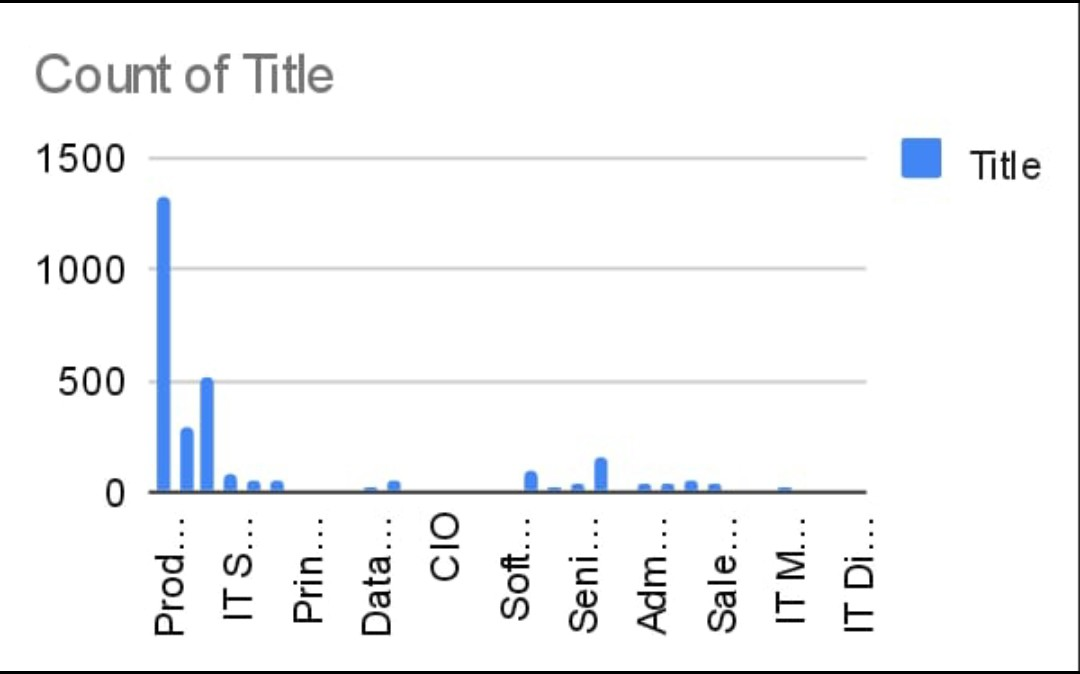 Count of Title
1500
1000
500
0
Title
Prod...
IT S...
Prin...
Data...
CIO
Soft...
Seni...
Adm...
Sale...
IT M...
IT Di...